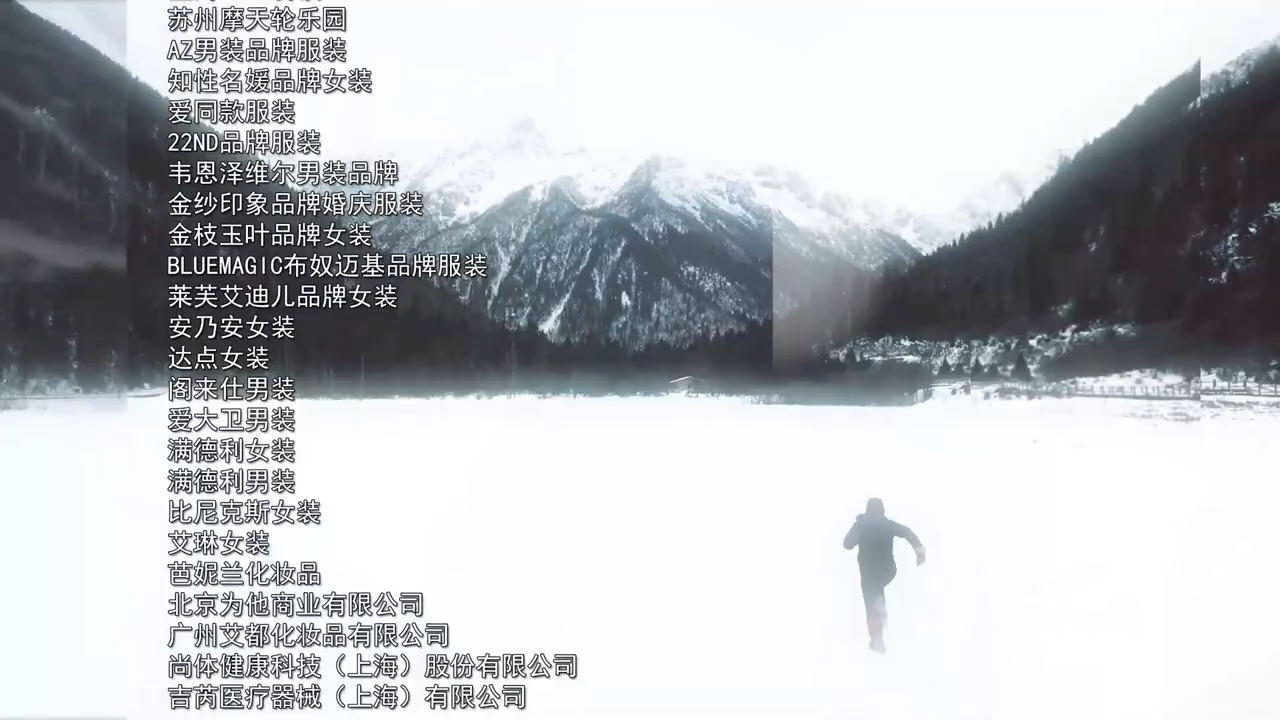 苏州摩天轮乐园
AZ男装品牌服装
知性名媛品牌女装
爱同款服装
22ND品牌服装
韦恩泽维尔男装品牌
金纱印象品牌婚庆服装
金枝玉叶品牌女装
BLUEMAGIC布奴迈基品牌服装
莱芙艾迪儿品牌女装
安乃安女装
达点女装
阁来仕男装
爱大卫男装
满德利女装
满德利男装
比尼克斯女装
艾琳女装
芭妮兰化妆品
北京为他商业有限公司
广州艾都化妆品有限公司
尚体健康科技（上海）股份有限公司
吉芮医疗器械（上海）有限公司